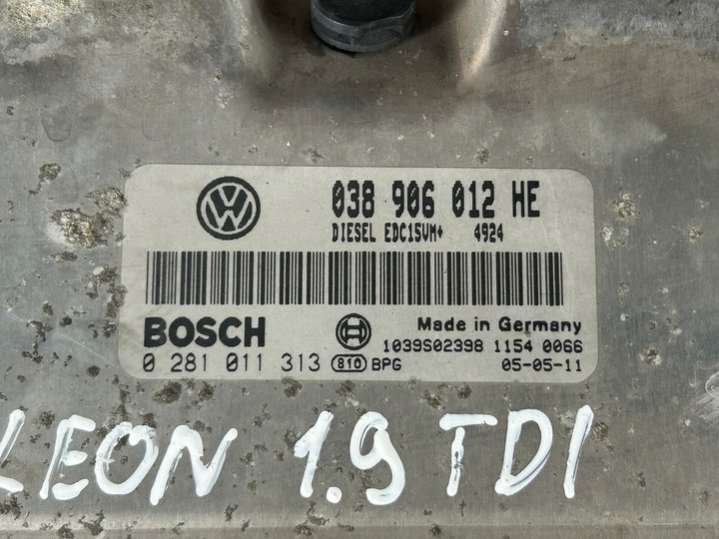 038 906 012 HE
DIESEL EDC15VM+ 4924
BOSCH
Made in Germany
1039S02398 1154 0066
0 281 011 313 810 BPG 05-05-11
LEON 1.9 TDI